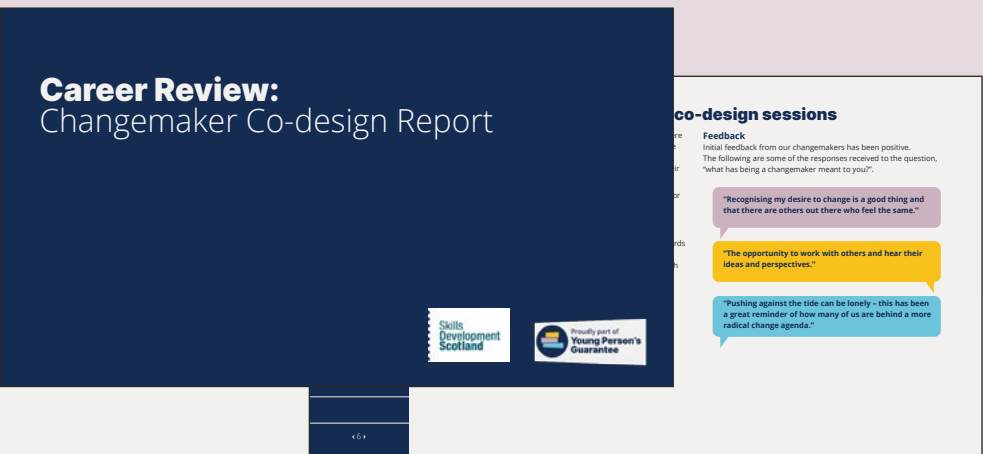 Career Review:
Changemaker Co-design Report
Skills
Development
Scotland
Proudly part of
Young Person's
Guarantee
co-design sessions
ere
e
eir
or
rds
h
Feedback
Initial feedback from our changemakers has been positive.
The following are some of the responses received to the question,
“what has being a changemaker meant to you?”.
“Recognising my desire to change is a good thing and
that there are others out there who feel the same.”
“The opportunity to work with others and hear their
ideas and perspectives.”
“Pushing against the tide can be lonely – this has been
a great reminder of how many of us are behind a more
radical change agenda.”
6